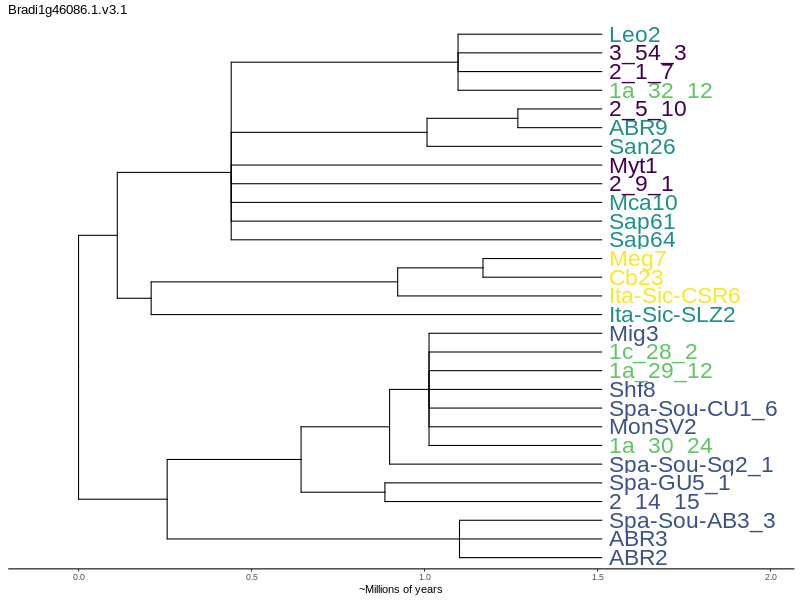 Bradi1g46086.1.v3.1
Leo2
3_54_3
2_1_7
1a_32_12
2_5_10
ABR9
San26
Myt1
2_9_1
Mca10
Sap61
Sap64
Meg7
Cb23
Ita-Sic-CSR6
Ita-Sic-SLZ2
Mig3
1c_28_2
1a_29_12
Shf8
Spa-Sou-CU1_6
MonSV2
1a_30_24
Spa-Sou-Sq2_1
Spa-GU5_1
2_14_15
Spa-Sou-AB3_3
ABR3
ABR2
0.0 0.5 1.0 1.5 2.0
~Millions of years